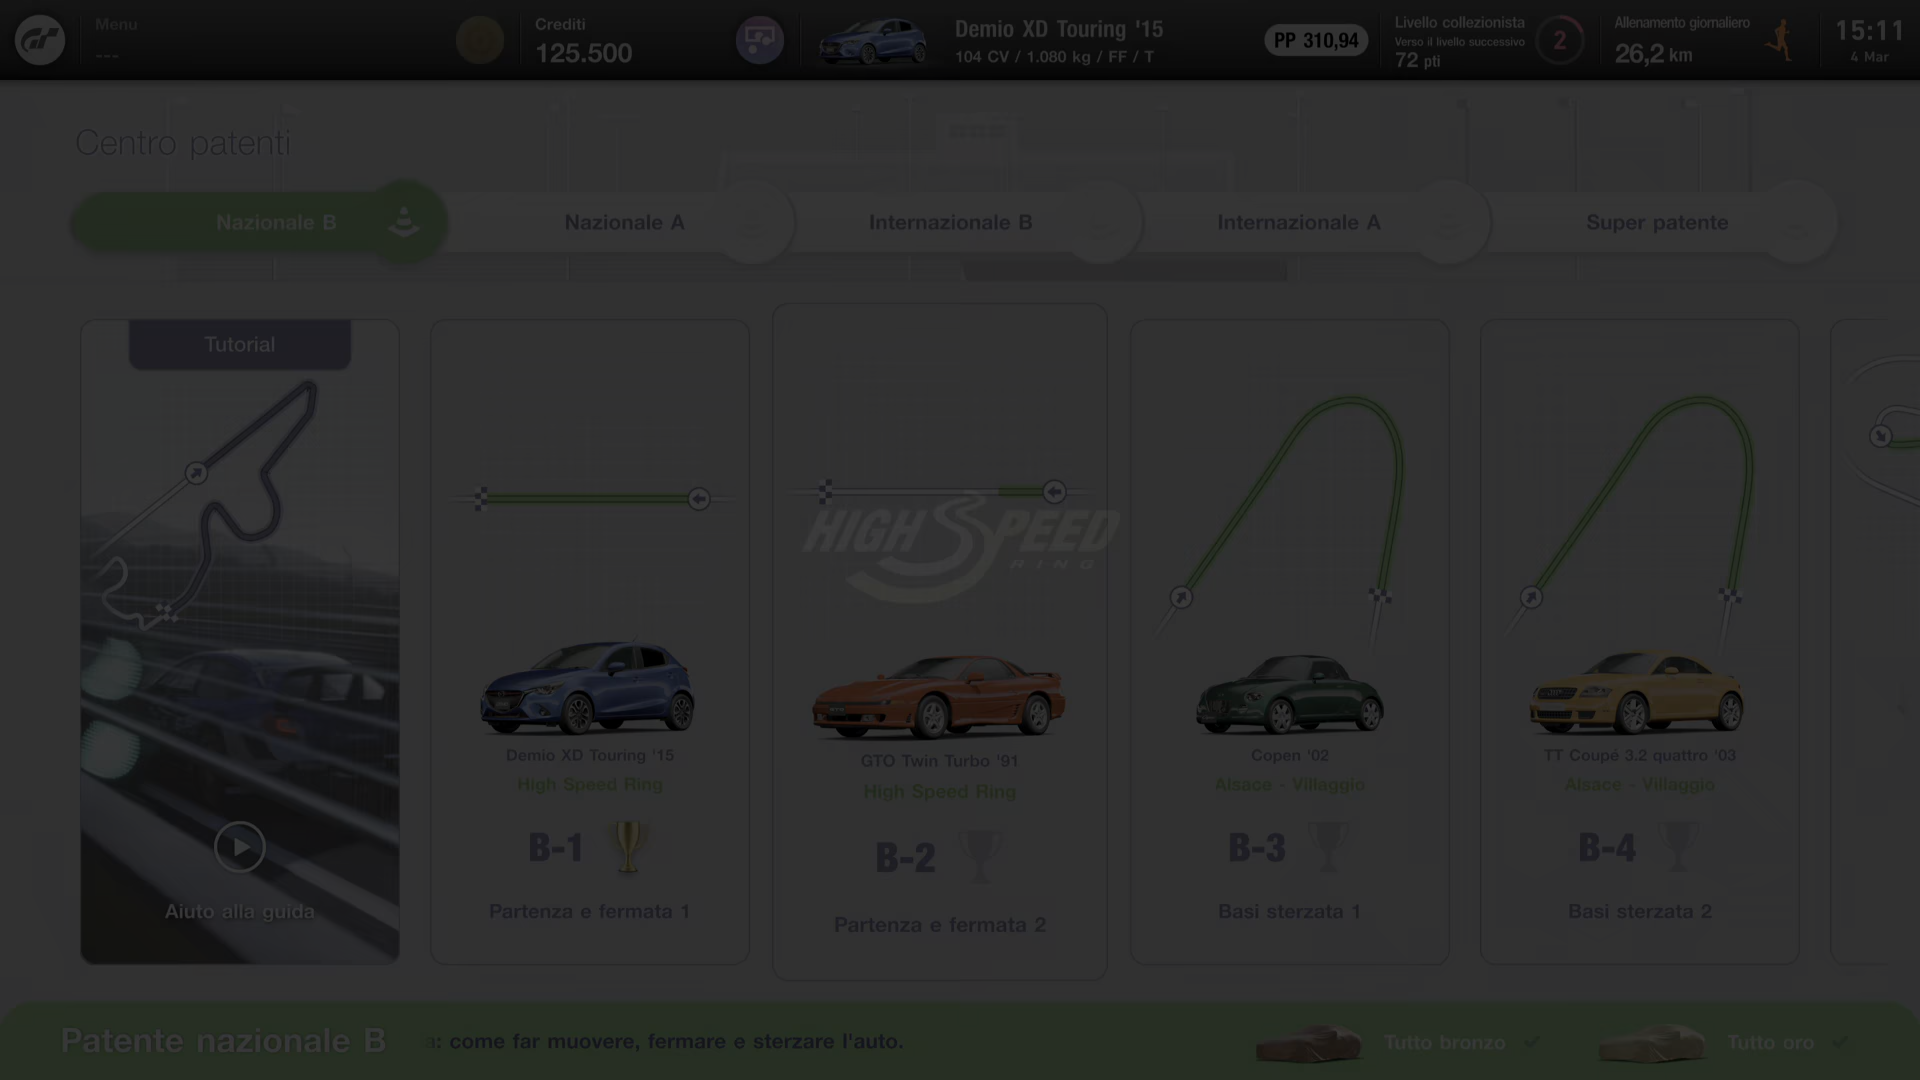 Menu
---
Crediti
125.500
Demio XD Touring '15
104 CV / 1.080 kg / FF / T
PP 310,94
Livello collezionista
Verso il livello successivo
72 pti
2
Allenamento giornaliero
26,2 km
15:11
4 Mar
Centro patenti
Nazionale B
Nazionale A
Internazionale B
Internazionale A
Super patente
Tutorial
Aiuto alla guida
Demio XD Touring '15
High Speed Ring
B-1
Partenza e fermata 1
HIGH SPEED
RING
GTO Twin Turbo '91
High Speed Ring
B-2
Partenza e fermata 2
Copen '02
Alsace - Villaggio
B-3
Basi sterzata 1
TT Coupé 3.2 quattro '03
Alsace - Villaggio
B-4
Basi sterzata 2
Patente nazionale B
a: come far muovere, fermare e sterzare l'auto.
Tutto bronzo
Tutto oro